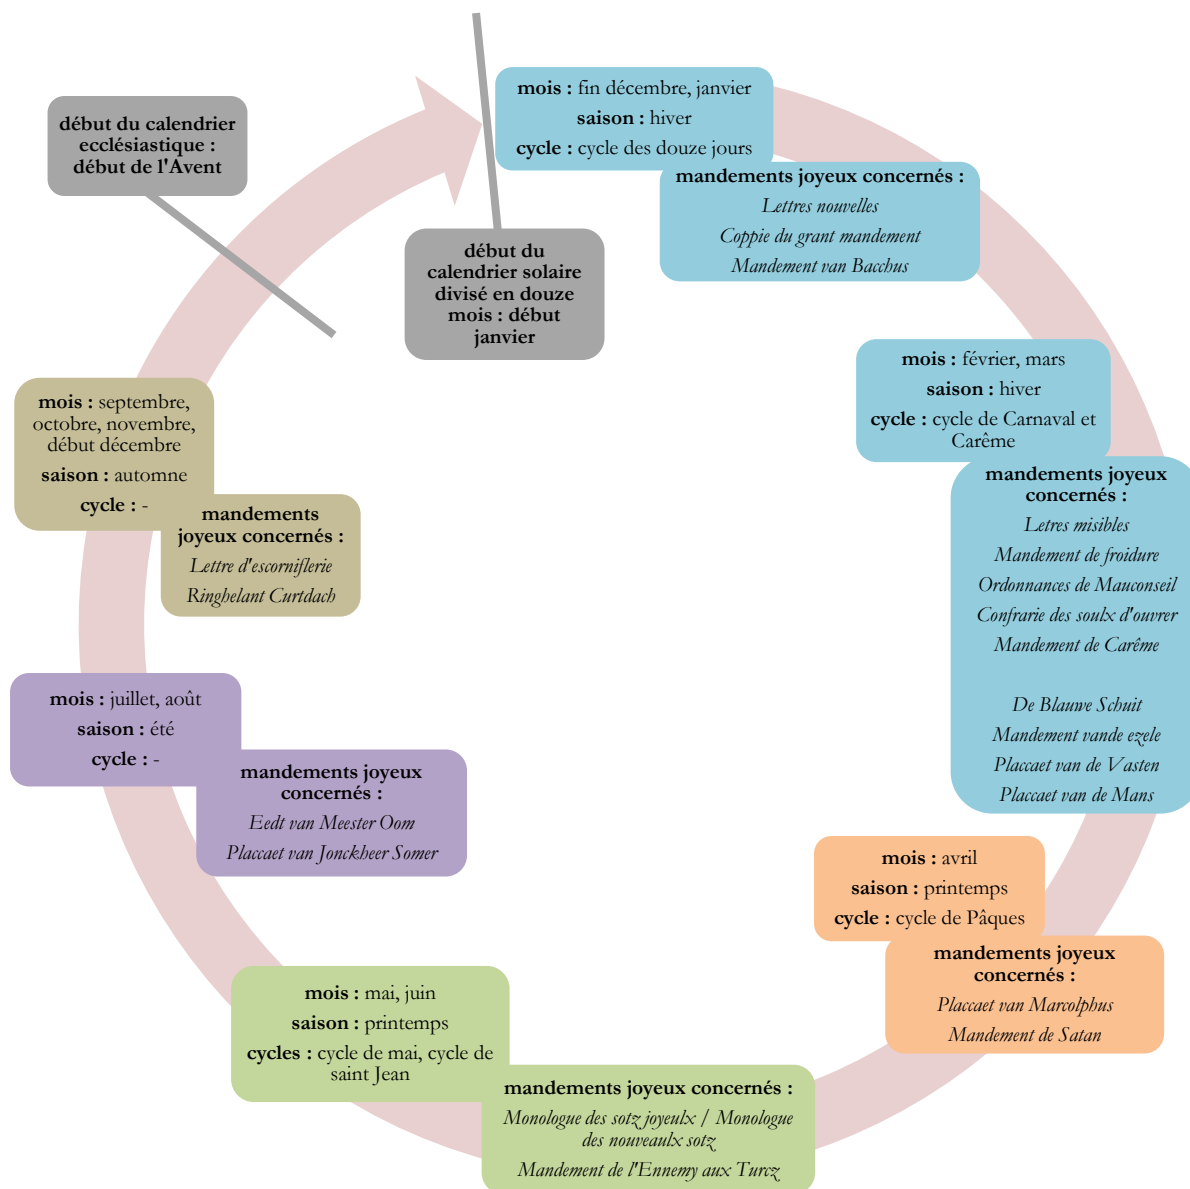 début du calendrier
ecclésiastique :
début de l'Avent
début du
calendrier solaire
divisé en douze
mois : début
janvier
mois : fin décembre, janvier
saison : hiver
cycle : cycle des douze jours
mandements joyeux concernés :
Lettres nouvelles
Coppie du grant mandement
Mandement van Bacchus
mois : février, mars
saison : hiver
cycle : cycle de Carnaval et
Carême
mandements joyeux
concernés :
Letres misibles
Mandement de froidure
Ordonnances de Mauconseil
Confrarie des soulx d'ouvrer
Mandement de Carême
De Blauwe Schuit
Mandement vande ezele
Placcaet van de Vasten
Placcaet van de Mans
mois : avril
saison : printemps
cycle : cycle de Pâques
mandements joyeux
concernés :
Placcaet van Marcolphus
Mandement de Satan
mois : mai, juin
saison : printemps
cycles : cycle de mai, cycle de
saint Jean
mandements joyeux concernés :
Monologue des sotz joyeulx / Monologue
des nouveaulx sotz
Mandement de l'Ennemy aux Turcz
mois : juillet, août
saison : été
cycle : -
mandements joyeux
concernés :
Eedt van Meester Oom
Placcaet van Jonckheer Somer
mois : septembre,
octobre, novembre,
début décembre
saison : automne
cycle : -
mandements
joyeux concernés :
Lettre d'escorniflerie
Ringhelant Curtdach